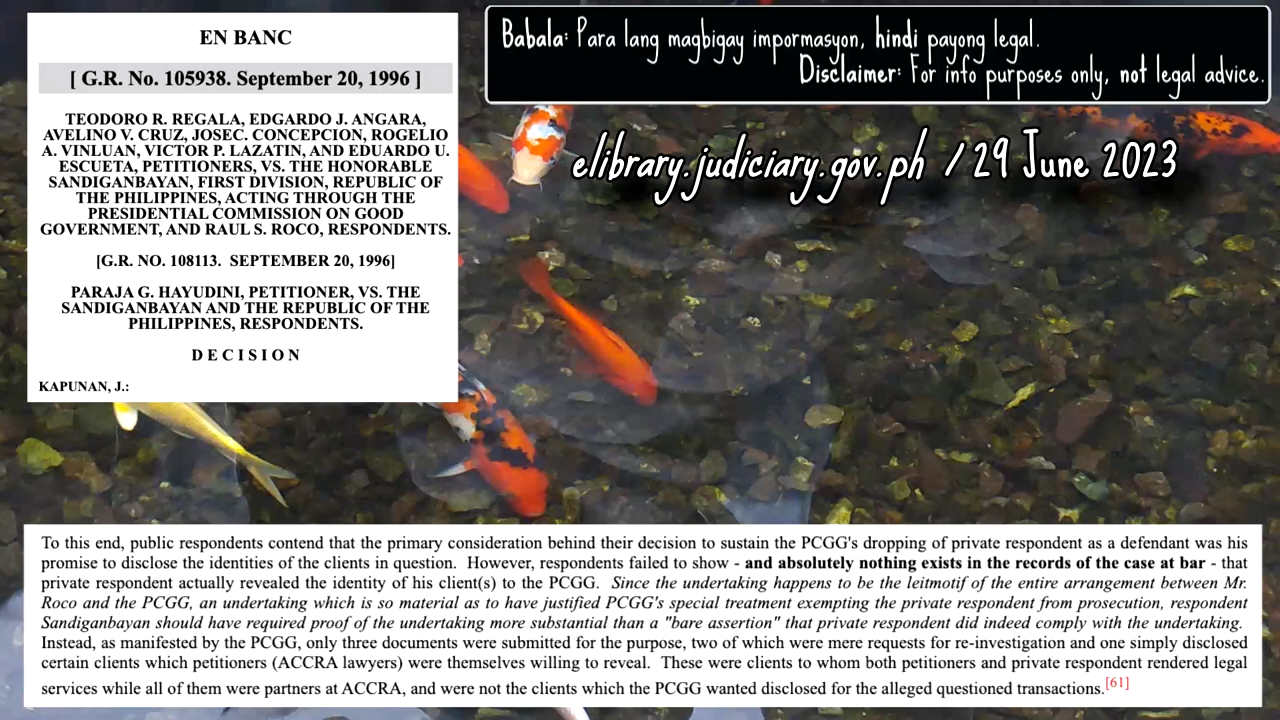 EN BANC
[ G.R. No. 105938. September 20, 1996 ]
TEODORO R. REGALA, EDGARDO J. ANGARA,
AVELINO V. CRUZ, JOSEC. CONCEPCION, ROGELIO
A. VINLUAN, VICTOR P. LAZATIN, AND EDUARDO U.
ESCUETA, PETITIONERS, VS. THE HONORABLE
SANDIGANBAYAN, FIRST DIVISION, REPUBLIC OF
THE PHILIPPINES, ACTING THROUGH THE
PRESIDENTIAL COMMISSION ON GOOD
GOVERNMENT, AND RAUL S. ROCO, RESPONDENTS.
[G.R. NO. 108113. SEPTEMBER 20, 1996]
PARAJA G. HAYUDINI, PETITIONER, VS. THE
SANDIGANBAYAN AND THE REPUBLIC OF THE
PHILIPPINES, RESPONDENTS.
D E C I S I O N
KAPUNAN, J.:
Babala: Para lang magbigay impormasyon, hindi payong legal.
Disclaimer: For info purposes only, not legal advice.
elibrary.judiciary.gov.ph / 29 June 2023
To this end, public respondents contend that the primary consideration behind their decision to sustain the PCGG's dropping of private respondent as a defendant was his
promise to disclose the identities of the clients in question. However, respondents failed to show - and absolutely nothing exists in the records of the case at bar - that
private respondent actually revealed the identity of his client(s) to the PCGG. Since the undertaking happens to be the leitmotif of the entire arrangement between Mr.
Roco and the PCGG, an undertaking which is so material as to have justified PCGG's special treatment exempting the private respondent from prosecution, respondent
Sandiganbayan should have required proof of the undertaking more substantial than a "bare assertion" that private respondent did indeed comply with the undertaking.
Instead, as manifested by the PCGG, only three documents were submitted for the purpose, two of which were mere requests for re-investigation and one simply disclosed
certain clients which petitioners (ACCRA lawyers) were themselves willing to reveal. These were clients to whom both petitioners and private respondent rendered legal
services while all of them were partners at ACCRA, and were not the clients which the PCGG wanted disclosed for the alleged questioned transactions.[61]